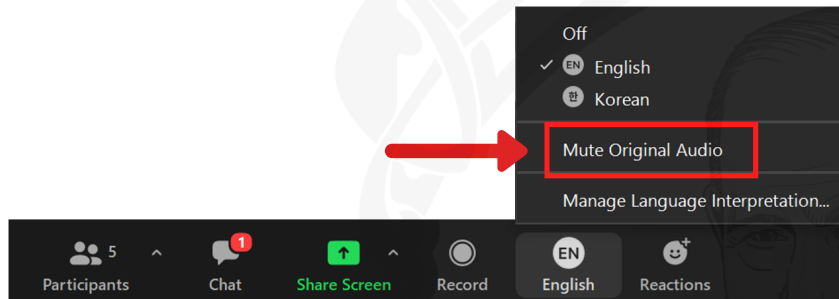 Off
EN English
한 Korean
Mute Original Audio
Manage Language Interpretation...
5
1
EN
Participants
Chat
Share Screen
Record
English
Reactions